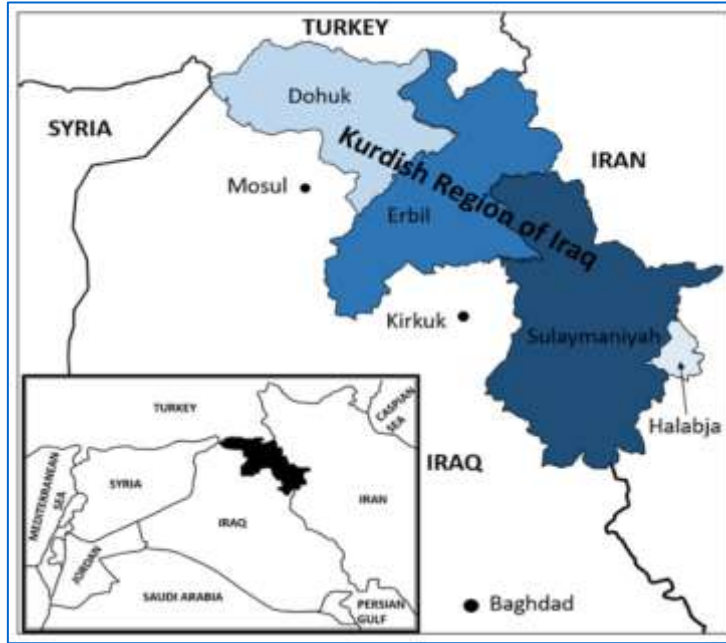 TURKEY
Dohuk
SYRIA
Kurdish Region of Iraq
IRAN
Mosul
Erbil
Kirkuk
Sulaymaniyah
Halabja
IRAQ
Baghdad
TURKEY
CASPIAN
SEA
MEDITERRANEAN
SEA
SYRIA
IRAN
IRAQ
JORDAN
SAUDI ARABIA
PERSIAN
GULF